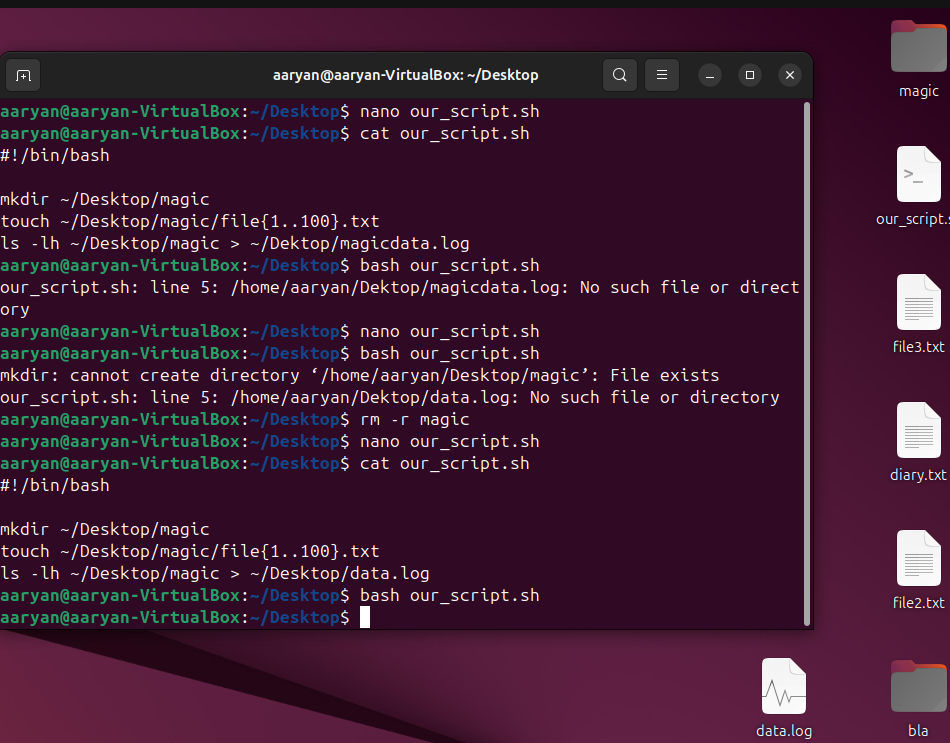 aaryan@aaryan-VirtualBox: ~/Desktop
aaryan@aaryan-VirtualBox:~/Desktop$ nano our_script.sh
aaryan@aaryan-VirtualBox:~/Desktop$ cat our_script.sh
#!/bin/bash
mkdir ~/Desktop/magic
touch ~/Desktop/magic/file{1..100}.txt
ls -lh ~/Desktop/magic > ~/Dektop/magicdata.log
aaryan@aaryan-VirtualBox:~/Desktop$ bash our_script.sh
our_script.sh: line 5: /home/aaryan/Dektop/magicdata.log: No such file or direct
ory
aaryan@aaryan-VirtualBox:~/Desktop$ nano our_script.sh
aaryan@aaryan-VirtualBox:~/Desktop$ bash our_script.sh
mkdir: cannot create directory ‘/home/aaryan/Desktop/magic’: File exists
our_script.sh: line 5: /home/aaryan/Dektop/data.log: No such file or directory
aaryan@aaryan-VirtualBox:~/Desktop$ rm -r magic
aaryan@aaryan-VirtualBox:~/Desktop$ nano our_script.sh
aaryan@aaryan-VirtualBox:~/Desktop$ cat our_script.sh
#!/bin/bash
mkdir ~/Desktop/magic
touch ~/Desktop/magic/file{1..100}.txt
ls -lh ~/Desktop/magic > ~/Desktop/data.log
aaryan@aaryan-VirtualBox:~/Desktop$ bash our_script.sh
aaryan@aaryan-VirtualBox:~/Desktop$
magic
>_
our_script.s
file3.txt
diary.txt
file2.txt
data.log
bla